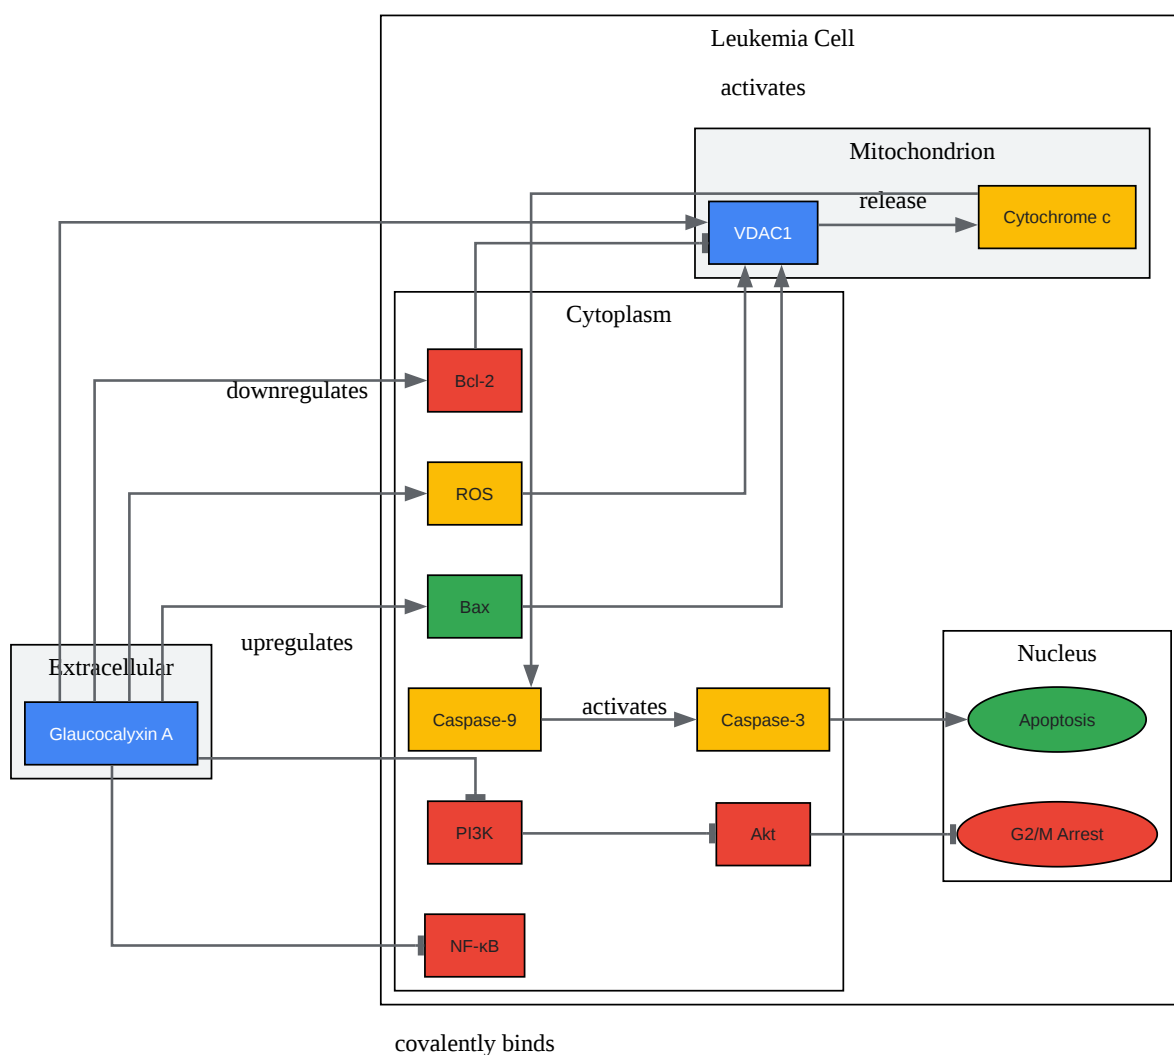 Leukemia Cell
activates
Mitochondrion
release
Cytochrome c
VDAC1
Cytoplasm
Bcl-2
downregulates
ROS
Bax
upregulates
Extracellular
Nucleus
Glaucocalyxin A
Caspase-9
activates
Caspase-3
Apoptosis
PI3K
Akt
G2/M Arrest
NF-κB
covalently binds